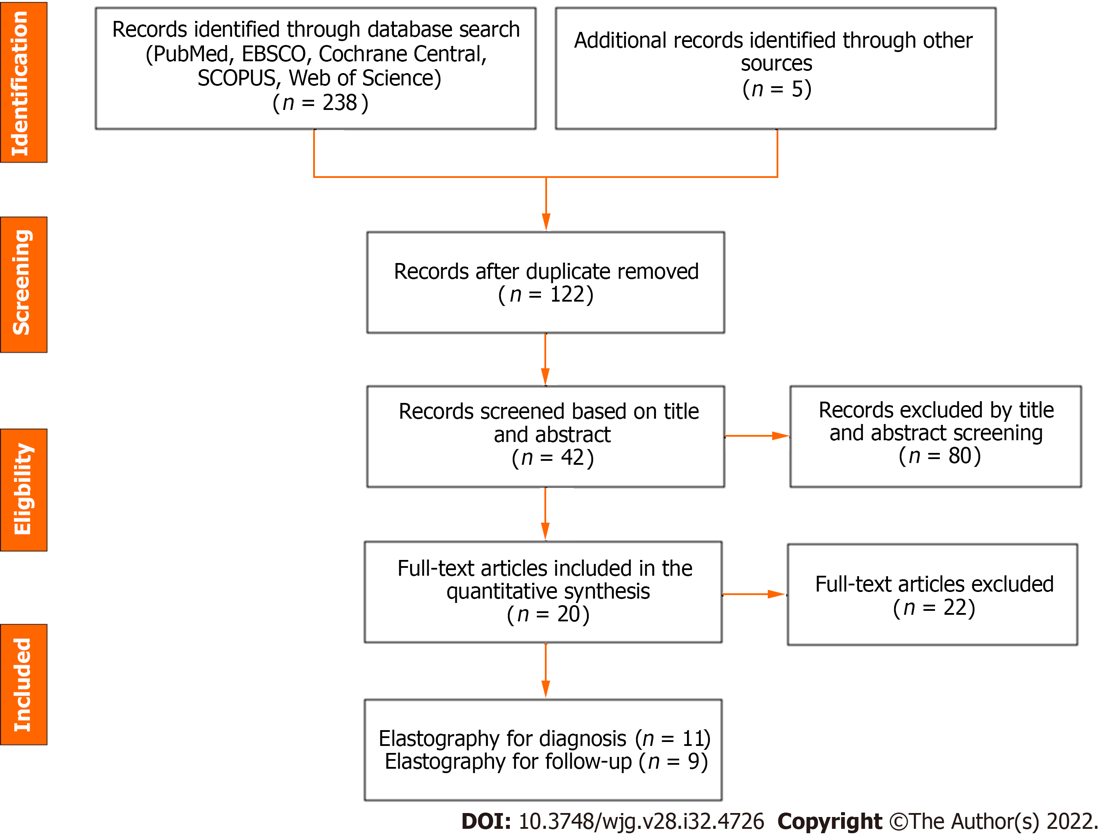 Identification
Records identified through database search
(PubMed, EBSCO, Cochrane Central,
SCOPUS, Web of Science)
(n = 238)
Additional records identified through other
sources
(n = 5)
Screening
Records after duplicate removed
(n = 122)
Records screened based on title
and abstract
(n = 42)
Records excluded by title
and abstract screening
(n = 80)
Eligbility
Full-text articles included in the
quantitative synthesis
(n = 20)
Full-text articles excluded
(n = 22)
Included
Elastography for diagnosis (n = 11)
Elastography for follow-up (n = 9)
DOI: 10.3748/wjg.v28.i32.4726 Copyright ©The Author(s) 2022.